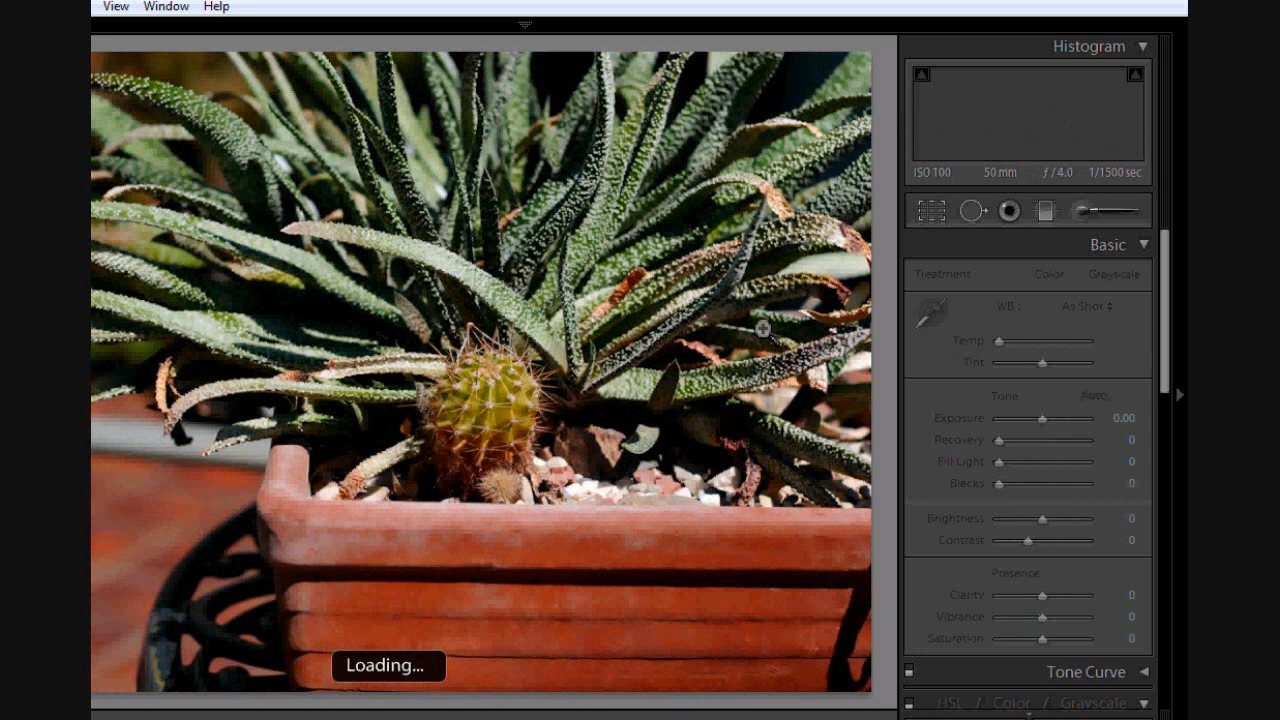 View Window Help
Histogram
ISO 100 50 mm f / 4.0 1/1500 sec
Basic
Treatment : Color Grayscale
WB : As Shot
Temp
Tint
Tone Auto
Exposure 0.00
Recovery 0
Fill Light 0
Blacks 0
Brightness 0
Contrast 0
Presence
Clarity 0
Vibrance 0
Saturation 0
Loading...
Tone Curve
HSL / Color / Grayscale